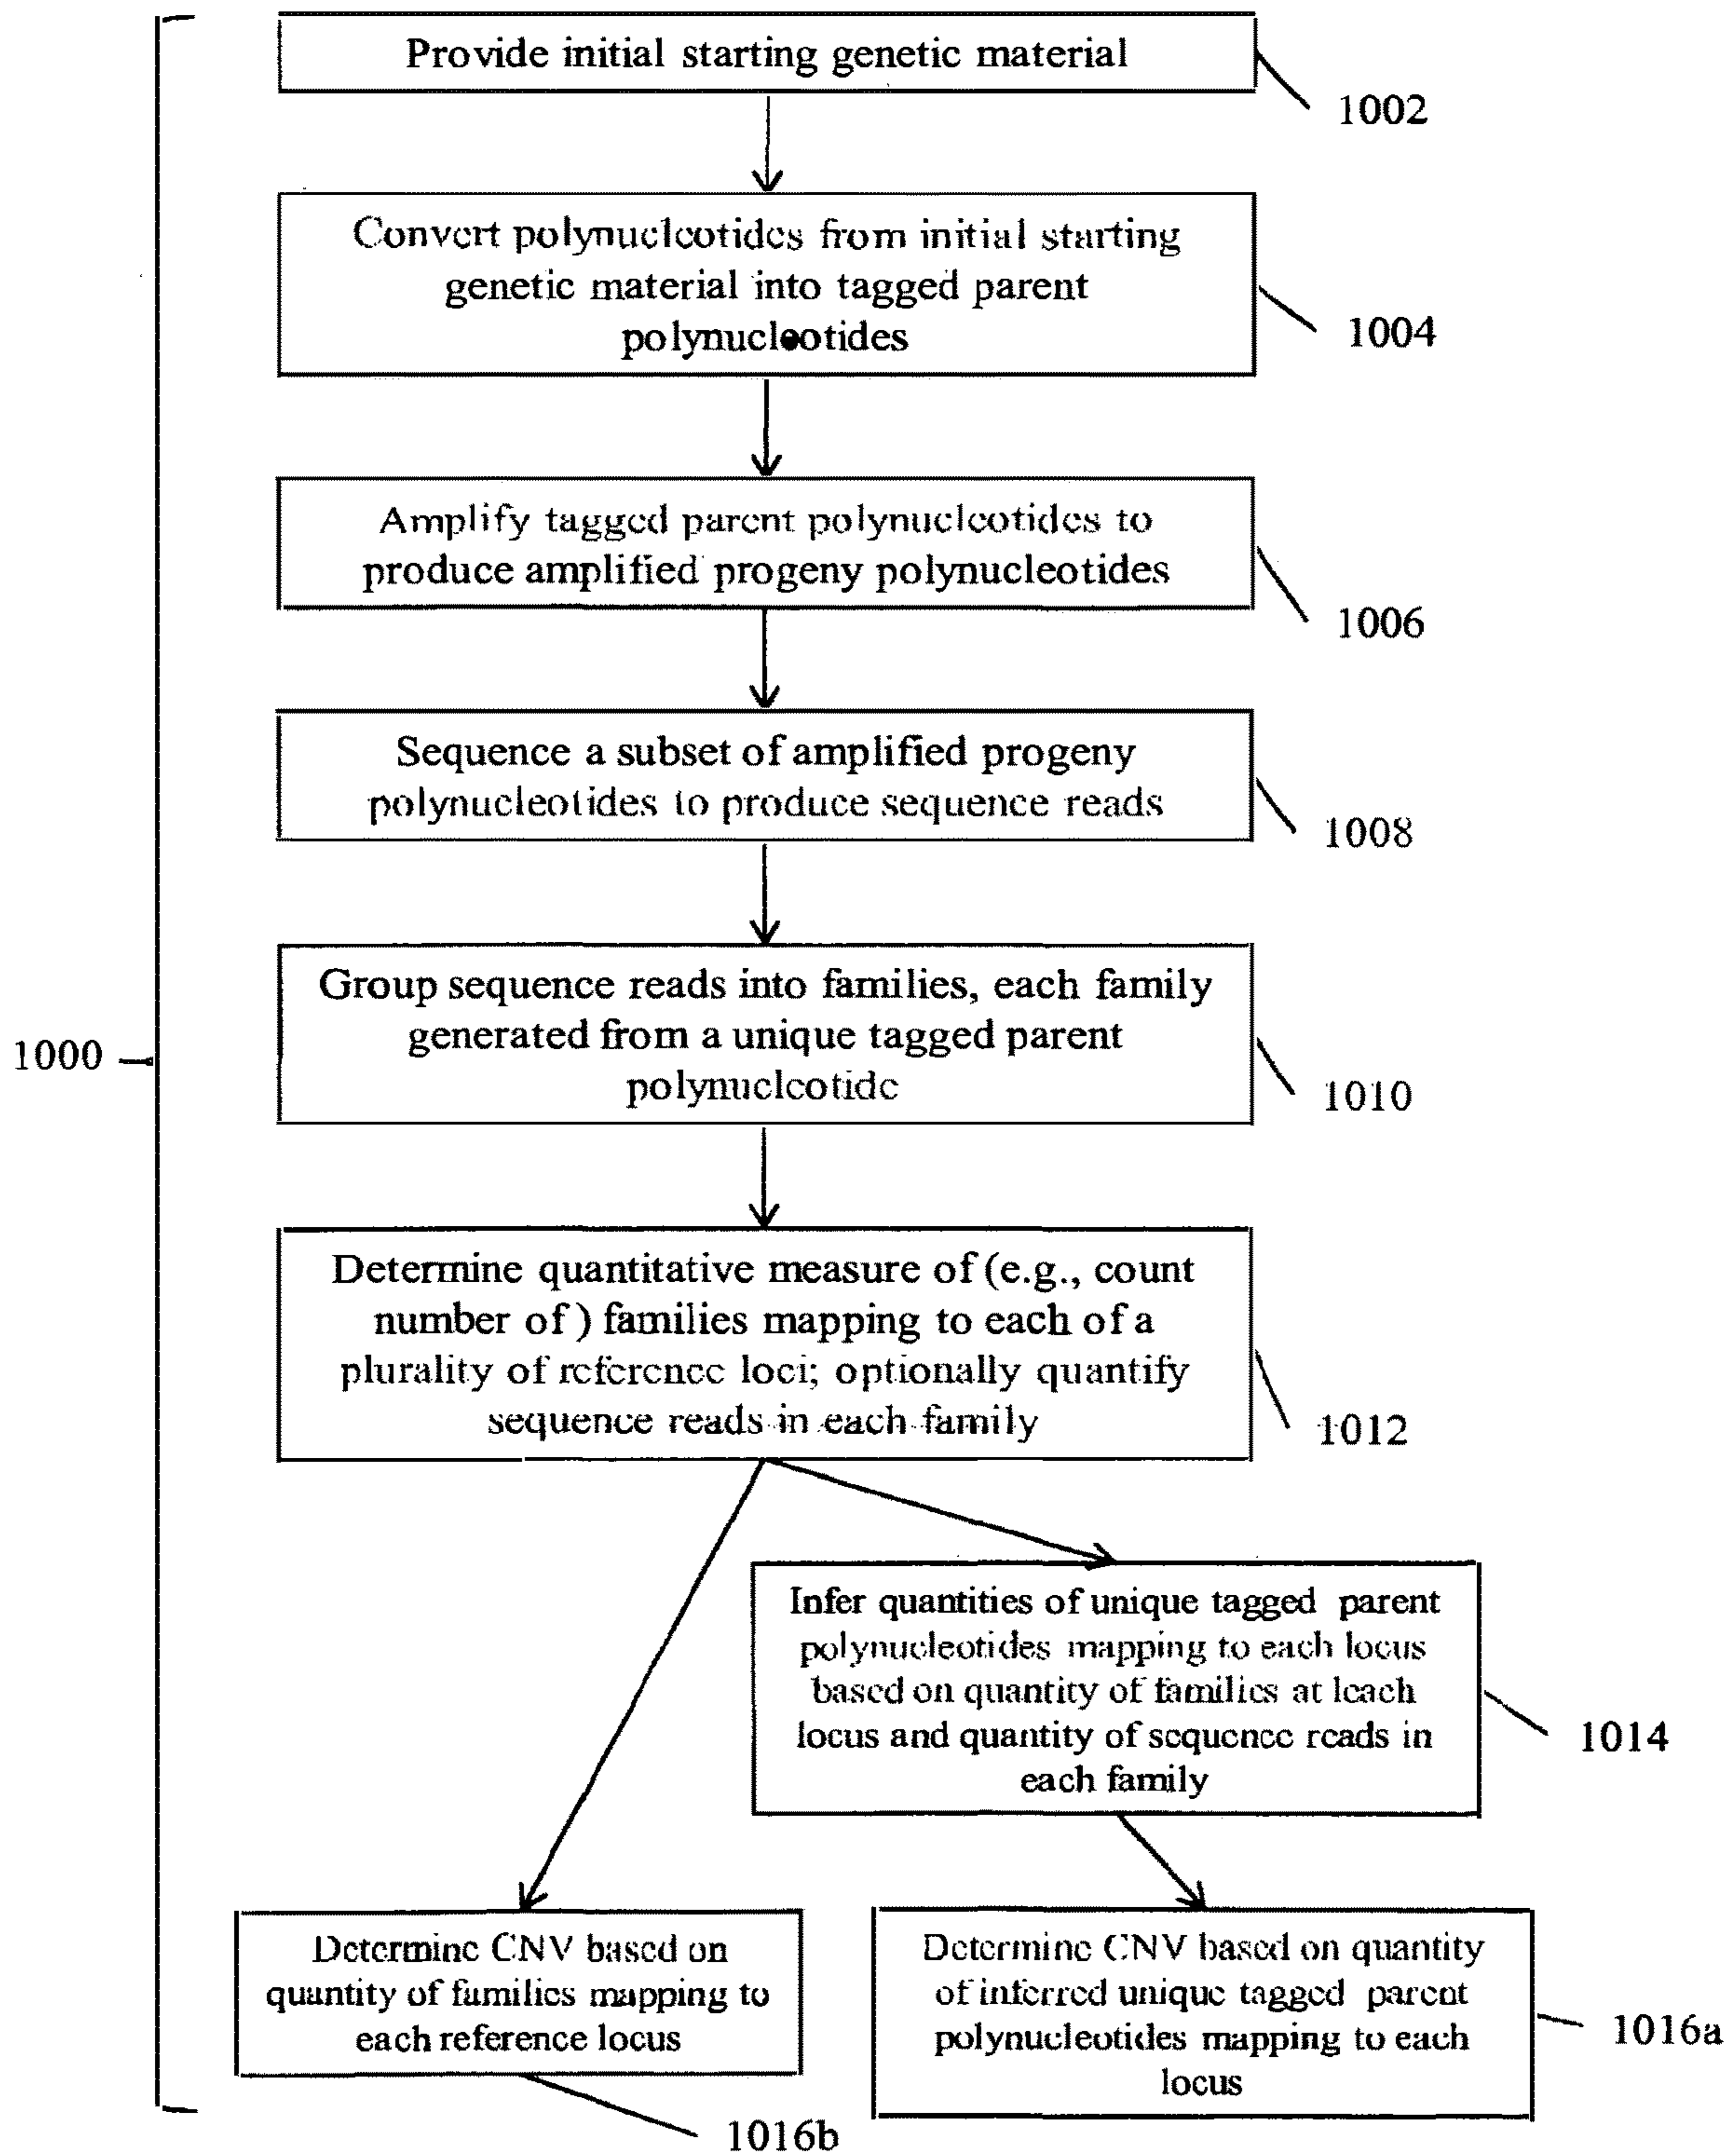 Provide initial starting genetic material
1002
Convert polynucleotides from initial starting
genetic material into tagged parent
polynucleotides
1004
Amplify tagged parent polynucleotides to
produce amplified progeny polynucleotides
1006
Sequence a subset of amplified progeny
polynucleotides to produce sequence reads
1008
Group sequence reads into families, each family
generated from a unique tagged parent
polynucleotide
1010
1000
Determine quantitative measure of (e.g., count
number of ) families mapping to each of a
plurality of reference loci; optionally quantify
sequence reads in each family
1012
Infer quantities of unique tagged parent
polynucleotides mapping to each locus
based on quantity of families at leach
locus and quantity of sequence reads in
each family
1014
Determine CNV based on
quantity of families mapping to
each reference locus
1016b
Determine CNV based on quantity
of inferred unique tagged parent
polynucleotides mapping to each
locus
1016a